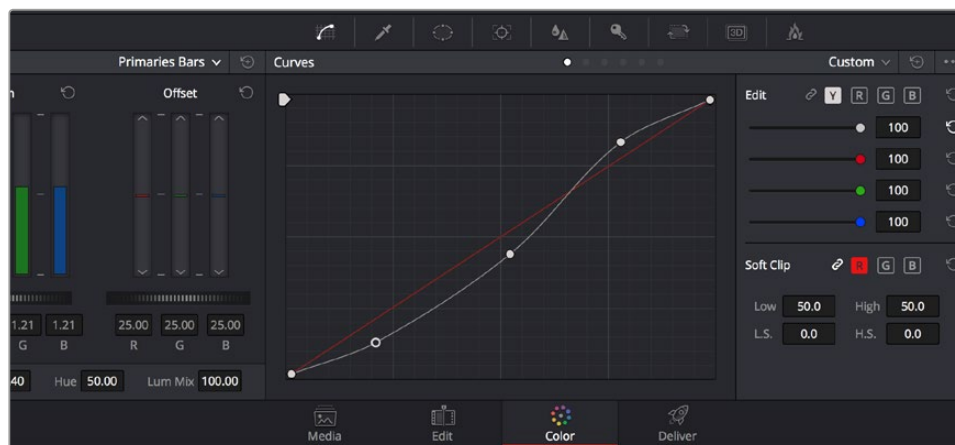 3D
Primaries Bars Curves Custom
Offset
Edit Y R G B
100
100
100
100
Soft Clip R G B
Low 50.0 High 50.0
L.S. 0.0 H.S. 0.0
1.21 1.21 25.00 25.00 25.00
G B R G B
40 Hue 50.00 Lum Mix 100.00
Media Edit Color Deliver